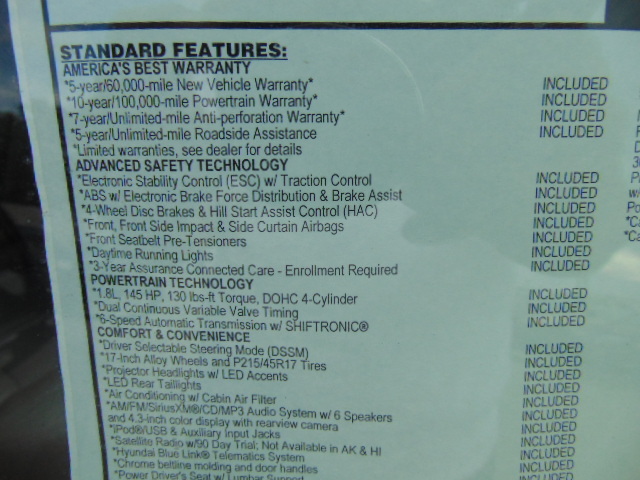 STANDARD FEATURES:
AMERICA'S BEST WARRANTY
*5-year/60,000-mile New Vehicle Warranty* INCLUDED
*10-year/100,000-mile Powertrain Warranty* INCLUDED
*7-year/Unlimited-mile Anti-perforation Warranty* INCLUDED
*5-year/Unlimited-mile Roadside Assistance INCLUDED
*Limited warranties, see dealer for details
ADVANCED SAFETY TECHNOLOGY
*Electronic Stability Control (ESC) w/ Traction Control INCLUDED
*ABS w/ Electronic Brake Force Distribution & Brake Assist INCLUDED
*4-Wheel Disc Brakes & Hill Start Assist Control (HAC) INCLUDED
*Front, Front Side Impact & Side Curtain Airbags INCLUDED
*Front Seatbelt Pre-Tensioners INCLUDED
*Daytime Running Lights INCLUDED
*3-Year Assurance Connected Care - Enrollment Required INCLUDED
POWERTRAIN TECHNOLOGY
*1.8L, 145 HP, 130 lbs-ft Torque, DOHC 4-Cylinder INCLUDED
*Dual Continuous Variable Valve Timing INCLUDED
*6-Speed Automatic Transmission w/ SHIFTRONIC® INCLUDED
COMFORT & CONVENIENCE
*Driver Selectable Steering Mode (DSSM) INCLUDED
*17-Inch Alloy Wheels and P215/45R17 Tires INCLUDED
*Projector Headlights w/ LED Accents INCLUDED
*LED Rear Taillights INCLUDED
*Air Conditioning w/ Cabin Air Filter INCLUDED
*AM/FM/SiriusXM®/CD/MP3 Audio System w/ 6 Speakers INCLUDED
and 4.3-inch color display with rearview camera
*iPod®/USB & Auxiliary Input Jacks INCLUDED
*Satellite Radio w/90 Day Trial; Not Available in AK & HI INCLUDED
*Hyundai Blue Link® Telematics System INCLUDED
*Chrome beltline molding and door handles INCLUDED
*Power Driver's Seat w/ Lumbar Support INCLUDED